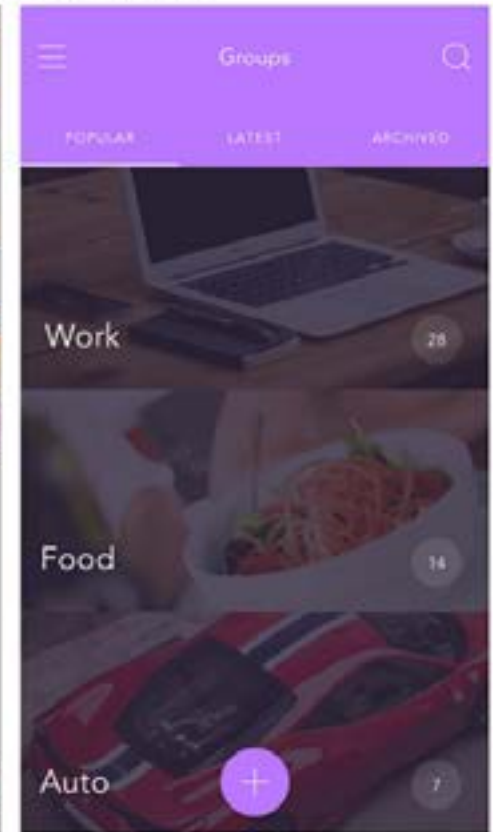 Groups
POPULAR LATEST ARCHIVED
Work 28
Food 14
Auto 7